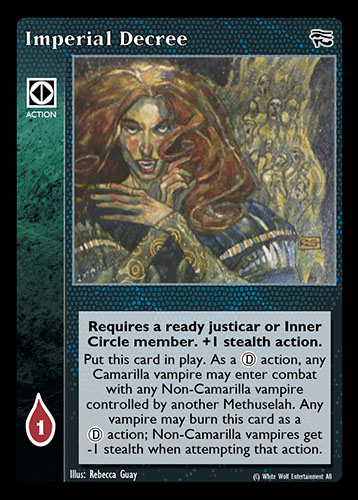 Imperial Decree
ACTION
Requires a ready justicar or Inner
Circle member. +1 stealth action.
Put this card in play. As a Ⓓ action, any
Camarilla vampire may enter combat
with any Non-Camarilla vampire
controlled by another Methuselah. Any
vampire may burn this card as a
Ⓓ action; Non-Camarilla vampires get
-1 stealth when attempting that action.
1
Illus: Rebecca Guay
(C) White Wolf Entertainment AB